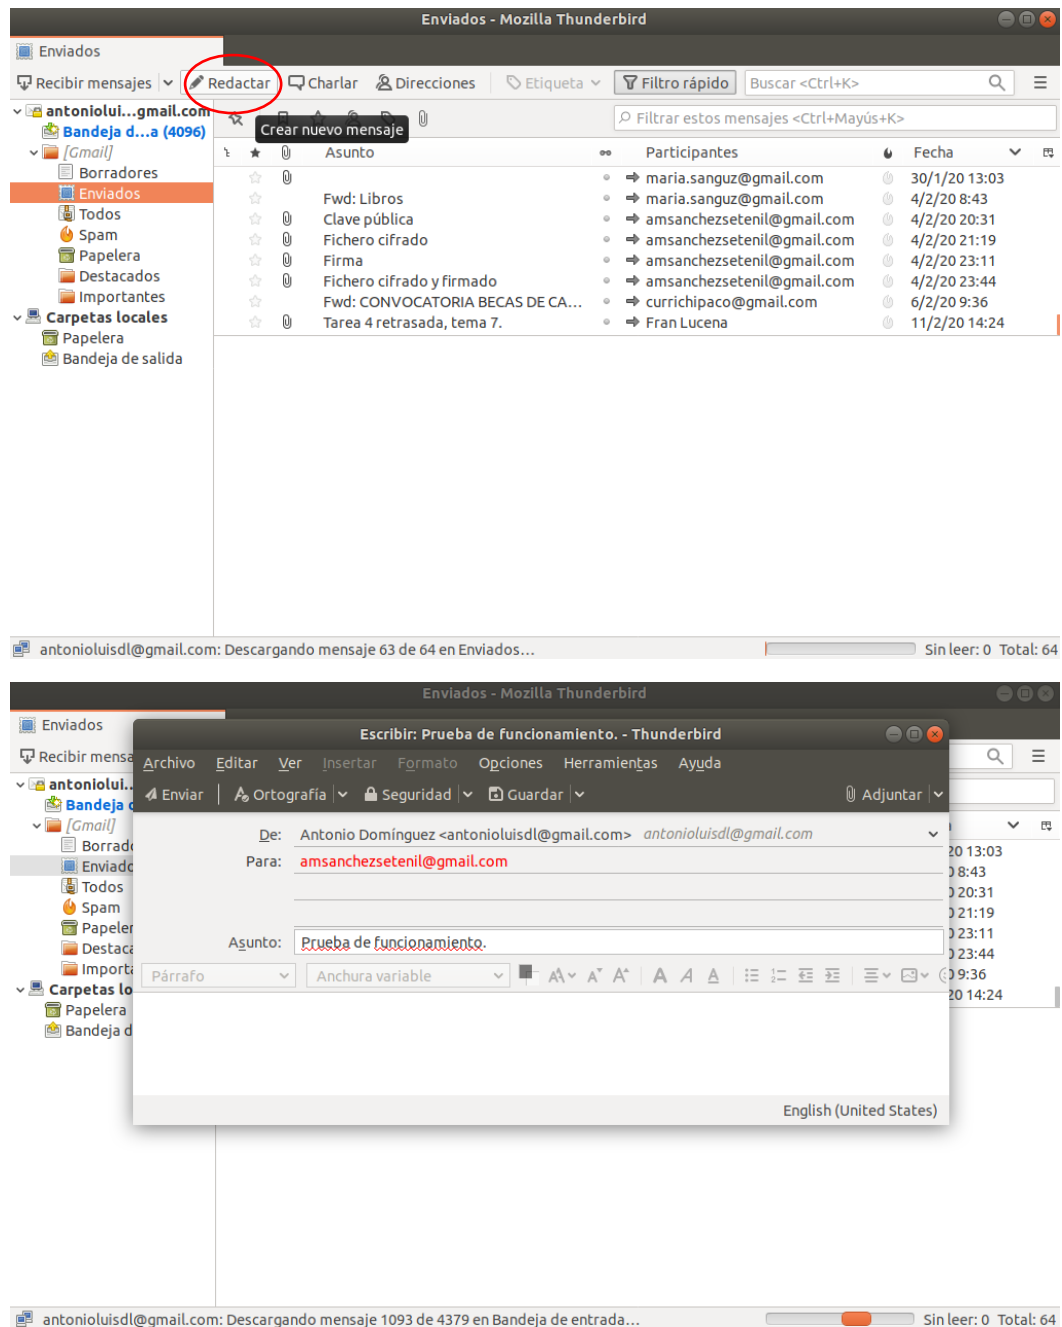 Enviados - Mozilla Thunderbird
Enviados
Recibir mensajes Redactar Charlar Direcciones Etiqueta Filtro rápido Buscar <Ctrl+K>
antoniolui...gmail.com Filtrar estos mensajes <Ctrl+Mayús+K>
Crear nuevo mensaje
Bandeja d...a (4096)
[Gmail] Asunto Participantes Fecha
Borradores maria.sanguz@gmail.com 30/1/20 13:03
Enviados Fwd: Libros maria.sanguz@gmail.com 4/2/20 8:43
Todos Clave pública amsanchezsetenil@gmail.com 4/2/20 20:31
Spam Fichero cifrado amsanchezsetenil@gmail.com 4/2/20 21:19
Papelera Firma amsanchezsetenil@gmail.com 4/2/20 23:11
Destacados Fichero cifrado y firmado amsanchezsetenil@gmail.com 4/2/20 23:44
Importantes Fwd: CONVOCATORIA BECAS DE CA... currichipaco@gmail.com 6/2/20 9:36
Carpetas locales Tarea 4 retrasada, tema 7. Fran Lucena 11/2/20 14:24
Papelera
Bandeja de salida
antonioluisdl@gmail.com: Descargando mensaje 63 de 64 en Enviados... Sin leer: 0 Total: 64
Enviados - Mozilla Thunderbird
Enviados
Escribir: Prueba de funcionamiento. - Thunderbird
Recibir mensa
Archivo Editar Ver Insertar Formato Opciones Herramientas Ayuda
antoniolui..
Enviar Ortografía Seguridad Guardar Adjuntar
Bandeja d
[Gmail]
De: Antonio Domínguez <antonioluisdl@gmail.com> antonioluisdl@gmail.com
Borrado 20 13:03
Para: amsanchezsetenil@gmail.com
Enviado 0 8:43
Todos 0 20:31
Spam 0 21:19
Papeler 0 23:11
Asunto: Prueba de funcionamiento.
Destaca 0 23:44
Importa 0 9:36
Párrafo Anchura variable
Carpetas lo 20 14:24
Papelera
Bandeja d
English (United States)
antonioluisdl@gmail.com: Descargando mensaje 1093 de 4379 en Bandeja de entrada... Sin leer: 0 Total: 64